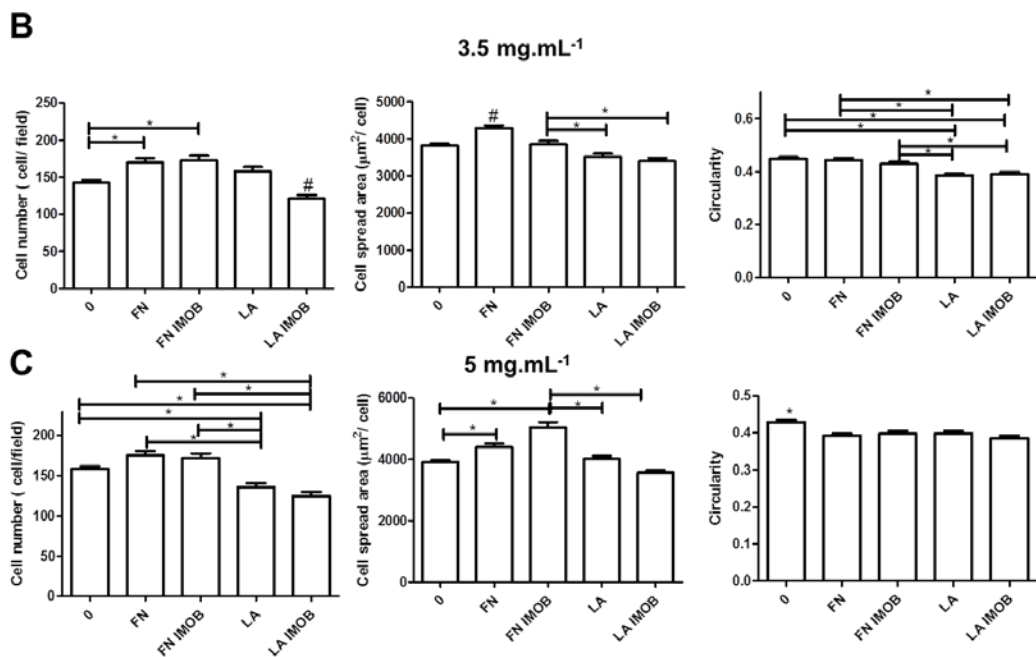 B
3.5 mg.mL-1
Cell number ( cell/ field)
250
200
150
100
50
0
*
*
#
0
FN
FN IMOB
LA
LA IMOB
Cell spread area (μm²/ cell)
5000
4000
3000
2000
1000
0
#
*
*
0
FN
FN IMOB
LA
LA IMOB
Circularity
0.6
0.4
0.2
0.0
*
*
*
*
*
*
0
FN
FN IMOB
LA
LA IMOB
C
5 mg.mL-1
Cell number ( cell/field)
200
150
100
50
0
*
*
*
*
*
*
0
FN
FN IMOB
LA
LA IMOB
Cell spread area (μm²/ cell)
6000
4000
2000
0
*
*
*
*
0
FN
FN IMOB
LA
LA IMOB
Circularity
0.5
0.4
0.3
0.2
0.1
0.0
*
0
FN
FN IMOB
LA
LA IMOB